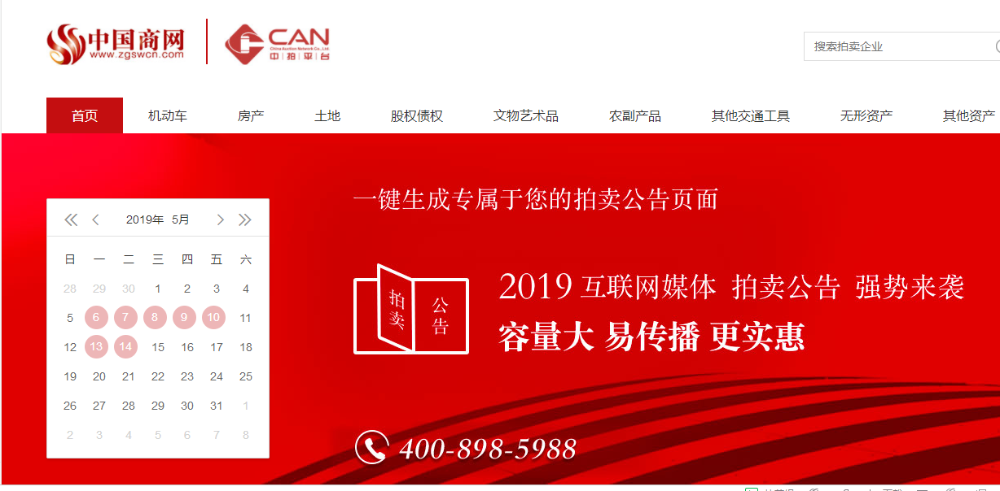 中国商网
www.zgswcn.com
CAN
China Auction Network Co., Ltd
中拍平台
搜索拍卖企业
首页 机动车 房产 土地 股权债权 文物艺术品 农副产品 其他交通工具 无形资产 其他资产
一键生成专属于您的拍卖公告页面
2019年 5月
日 一 二 三 四 五 六
28 29 30 1 2 3 4
5 6 7 8 9 10 11
12 13 14 15 16 17 18
19 20 21 22 23 24 25
26 27 28 29 30 31 1
2 3 4 5 6 7 8
拍卖
公告
2019 互联网媒体 拍卖公告 强势来袭
容量大 易传播 更实惠
400-898-5988